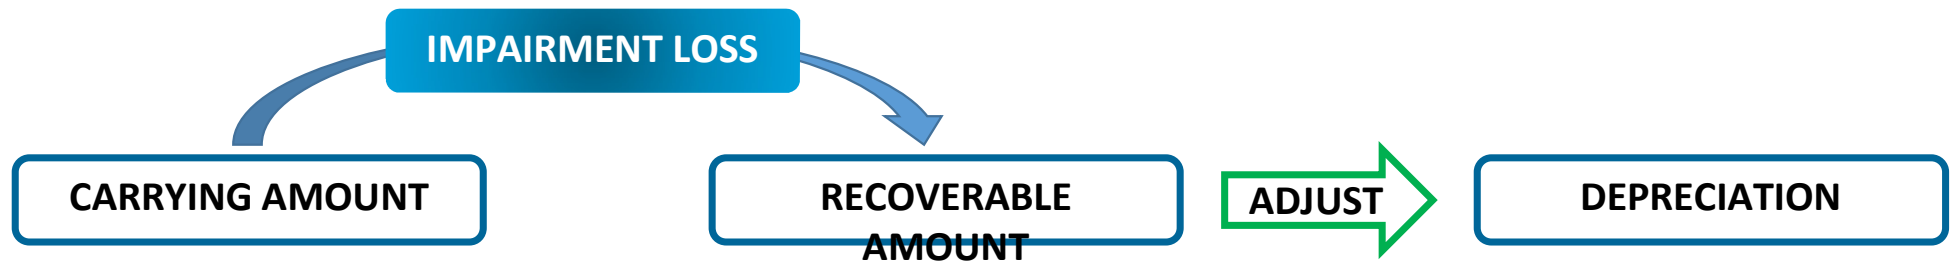 IMPAIRMENT LOSS
CARRYING AMOUNT
RECOVERABLE
AMOUNT
ADJUST
DEPRECIATION